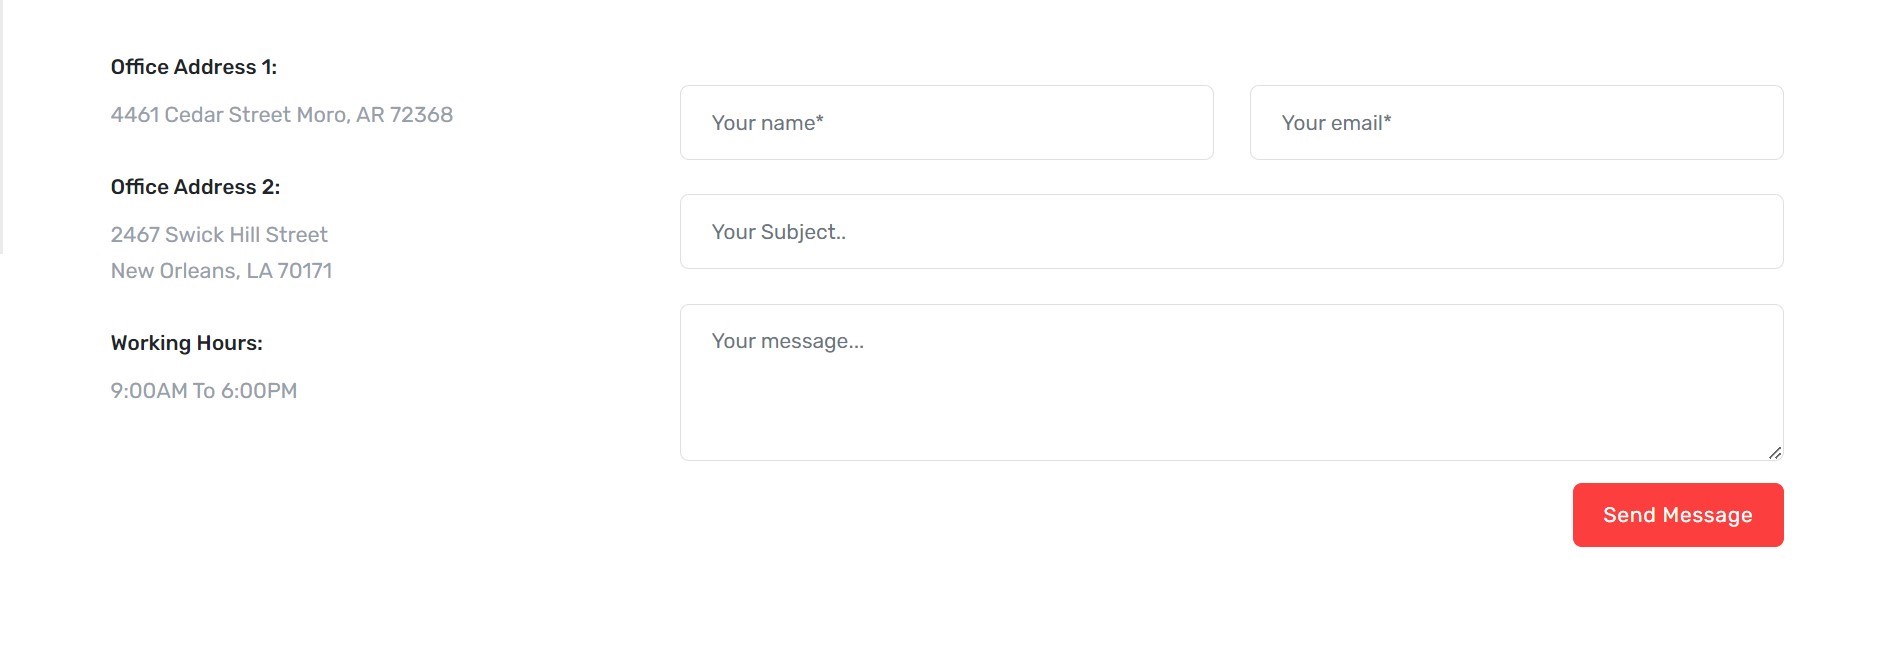 Office Address 1:
4461 Cedar Street Moro, AR 72368
Office Address 2:
2467 Swick Hill Street
New Orleans, LA 70171
Working Hours:
9:00AM To 6:00PM
Your name*
Your email*
Your Subject..
Your message...
Send Message